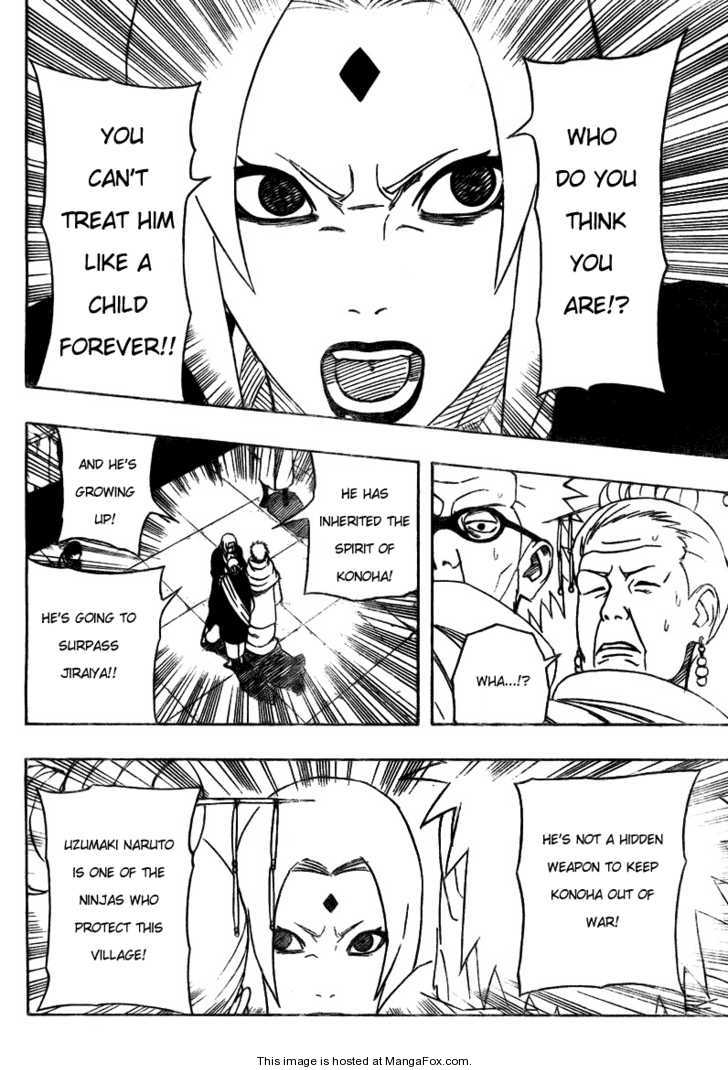 WHO
DO YOU
THINK
YOU
ARE!?
YOU
CAN'T
TREAT HIM
LIKE A
CHILD
FOREVER!!
WHA...!?
HE HAS
INHERITED THE
SPIRIT OF
KONOHA!
AND HE'S
GROWING
UP!
HE'S GOING TO
SURPASS
JIRAIYA!!
HE'S NOT A HIDDEN
WEAPON TO KEEP
KONOHA OUT OF
WAR!
UZUMAKI NARUTO
IS ONE OF THE
NINJAS WHO
PROTECT THIS
VILLAGE!
This image is hosted at MangaFox.com.